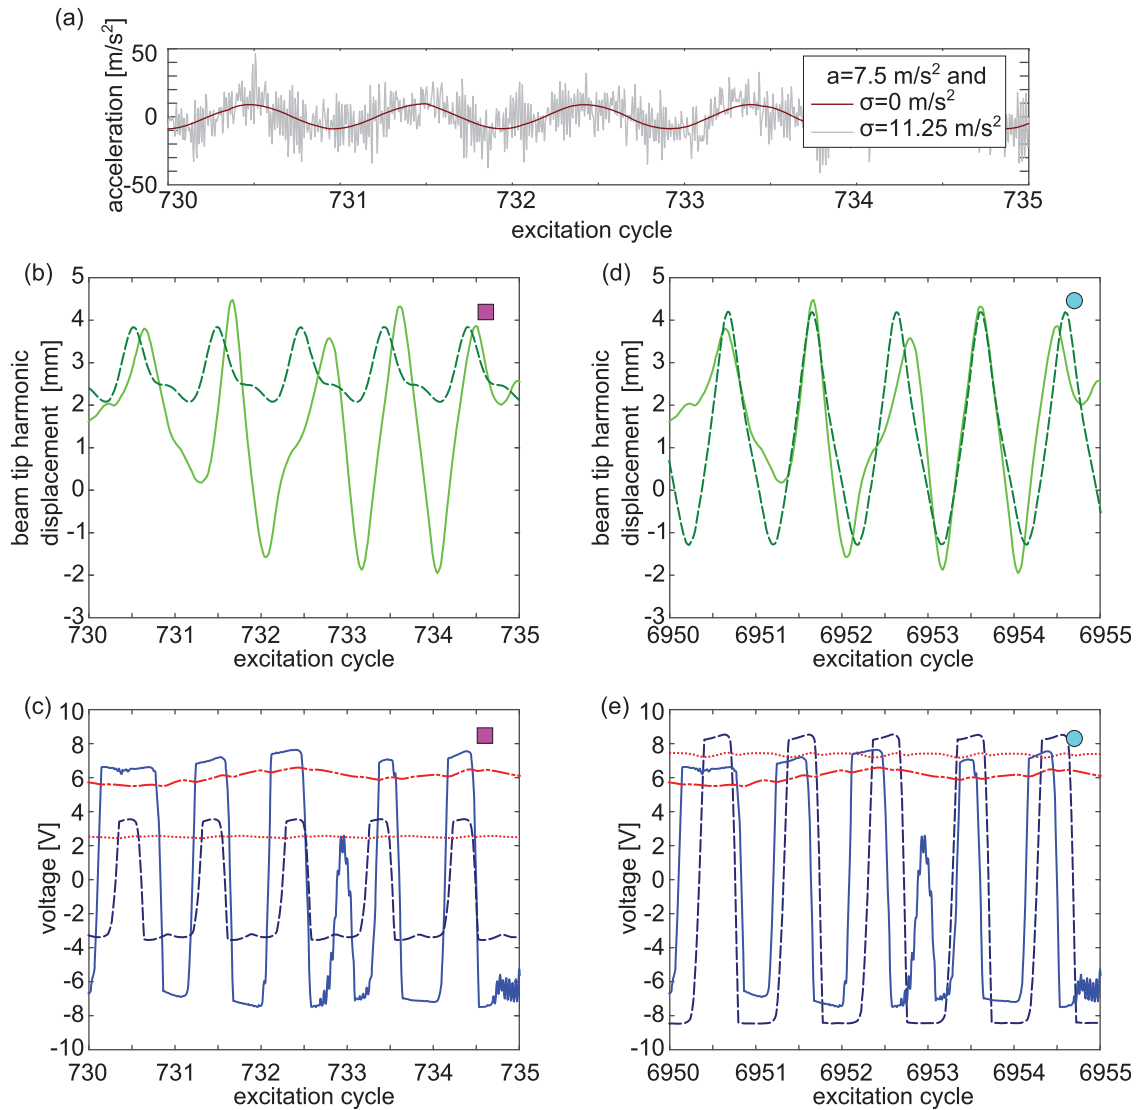 (a)
acceleration [m/s²]
50
0
-50
a=7.5 m/s² and
σ=0 m/s²
σ=11.25 m/s²
730 731 732 733 734 735
excitation cycle
(b)
beam tip harmonic
displacement [mm]
5
4
3
2
1
0
-1
-2
-3
730 731 732 733 734 735
excitation cycle
(d)
beam tip harmonic
displacement [mm]
5
4
3
2
1
0
-1
-2
-3
6950 6951 6952 6953 6954 6955
excitation cycle
(c)
voltage [V]
10
8
6
4
2
0
-2
-4
-6
-8
-10
730 731 732 733 734 735
excitation cycle
(e)
voltage [V]
10
8
6
4
2
0
-2
-4
-6
-8
-10
6950 6951 6952 6953 6954 6955
excitation cycle